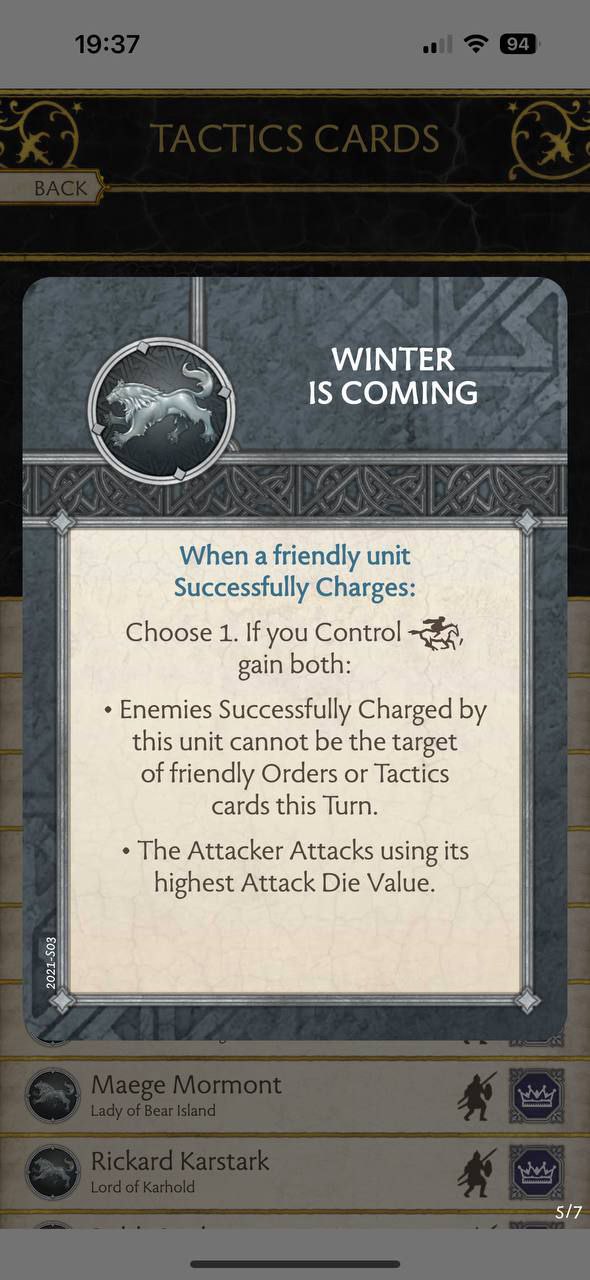 19:37
94
TACTICS CARDS
BACK
WINTER
IS COMING
When a friendly unit
Successfully Charges:
Choose 1. If you Control ,
gain both:
• Enemies Successfully Charged by
this unit cannot be the target
of friendly Orders or Tactics
cards this Turn.
• The Attacker Attacks using its
highest Attack Die Value.
2021-S03
Maege Mormont
Lady of Bear Island
Rickard Karstark
Lord of Karhold
5/7